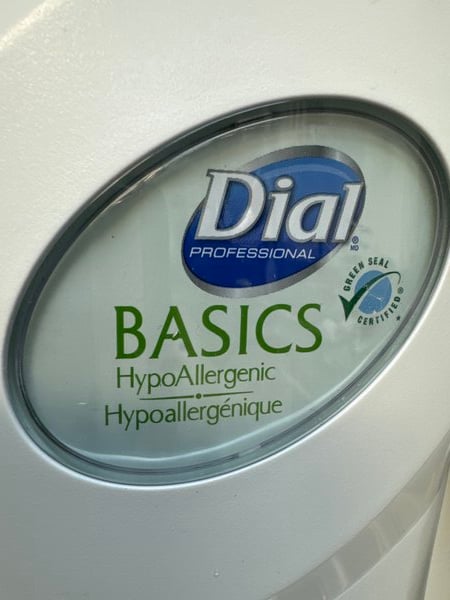 Dial®
MD
PROFESSIONAL
GREEN SEAL
CERTIFIED®
BASICS
HypoAllergenic
Hypoallergénique